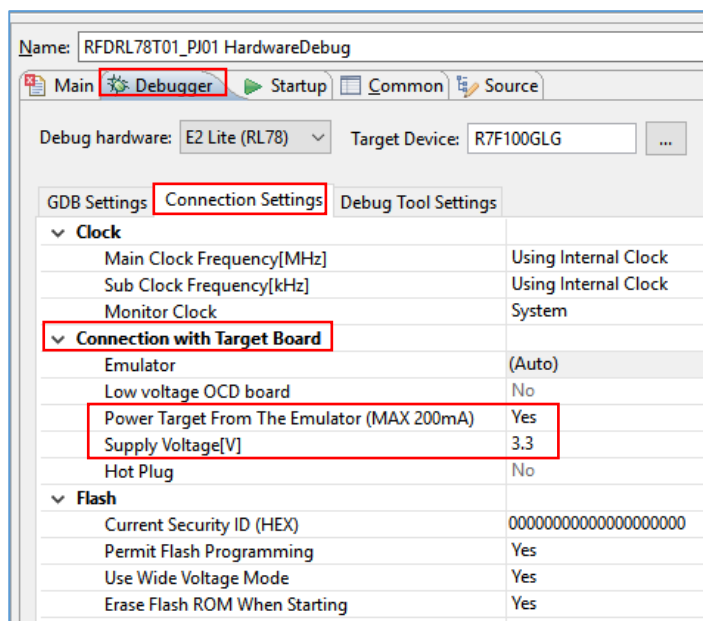 Name: RFDRL78T01_PJ01 HardwareDebug
Main Debugger Startup Common Source
Debug hardware: E2 Lite (RL78) Target Device: R7F100GLG ...
GDB Settings Connection Settings Debug Tool Settings
Clock
Main Clock Frequency[MHz] Using Internal Clock
Sub Clock Frequency[kHz] Using Internal Clock
Monitor Clock System
Connection with Target Board
Emulator (Auto)
Low voltage OCD board No
Power Target From The Emulator (MAX 200mA) Yes
Supply Voltage[V] 3.3
Hot Plug No
Flash
Current Security ID (HEX) 00000000000000000000
Permit Flash Programming Yes
Use Wide Voltage Mode Yes
Erase Flash ROM When Starting Yes